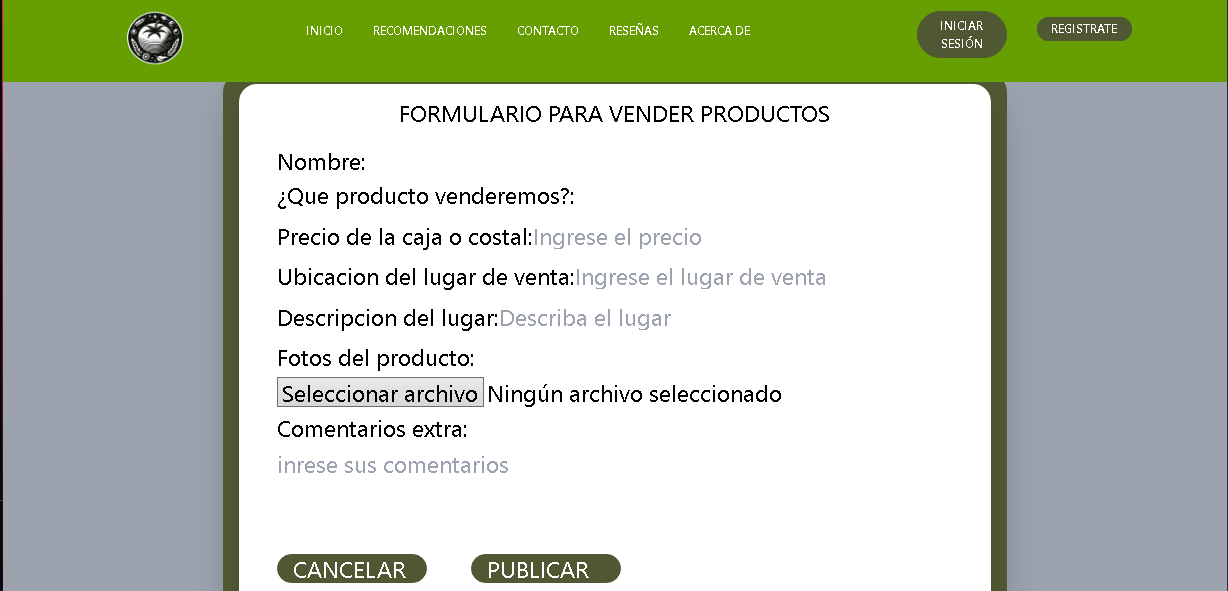 INICIO RECOMENDACIONES CONTACTO RESEÑAS ACERCA DE
INICIAR
SESIÓN
REGISTRATE
FORMULARIO PARA VENDER PRODUCTOS
Nombre:
¿Que producto venderemos?:
Precio de la caja o costal:Ingrese el precio
Ubicacion del lugar de venta:Ingrese el lugar de venta
Descripcion del lugar:Describa el lugar
Fotos del producto:
Seleccionar archivo Ningún archivo seleccionado
Comentarios extra:
inrese sus comentarios
CANCELAR PUBLICAR